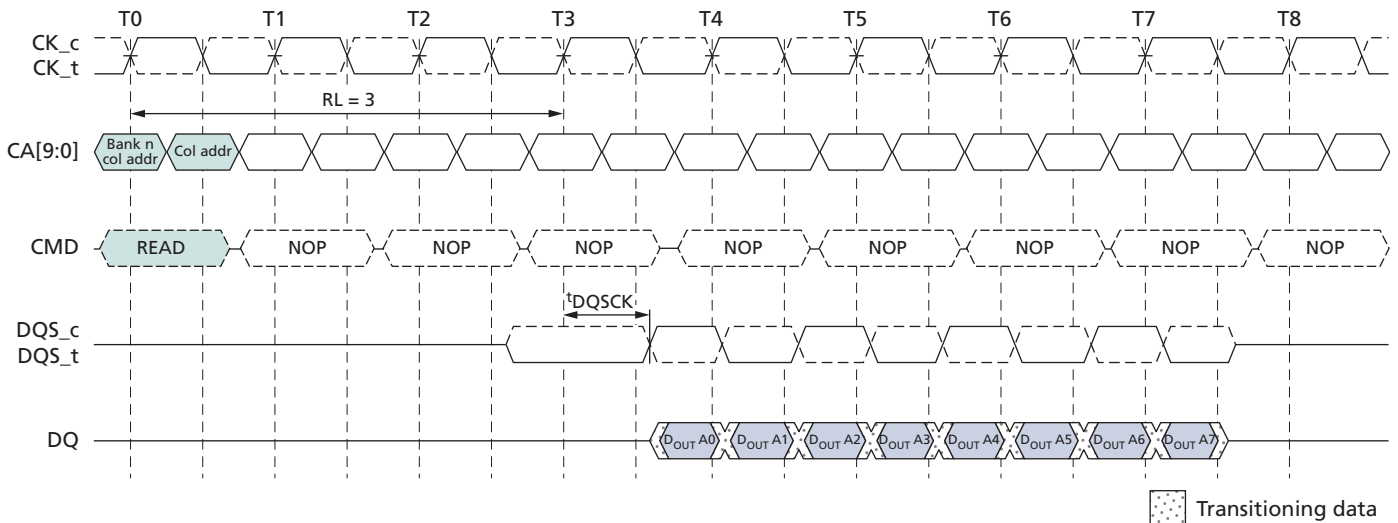 T0 T1 T2 T3 T4 T5 T6 T7 T8
CK_c
CK_t
RL = 3
CA[9:0]
Bank n
col addr
Col addr
CMD
READ NOP NOP NOP NOP NOP NOP NOP NOP
tDQSCK
DQS_c
DQS_t
DQ
DOUT A0 DOUT A1 DOUT A2 DOUT A3 DOUT A4 DOUT A5 DOUT A6 DOUT A7
Transitioning data